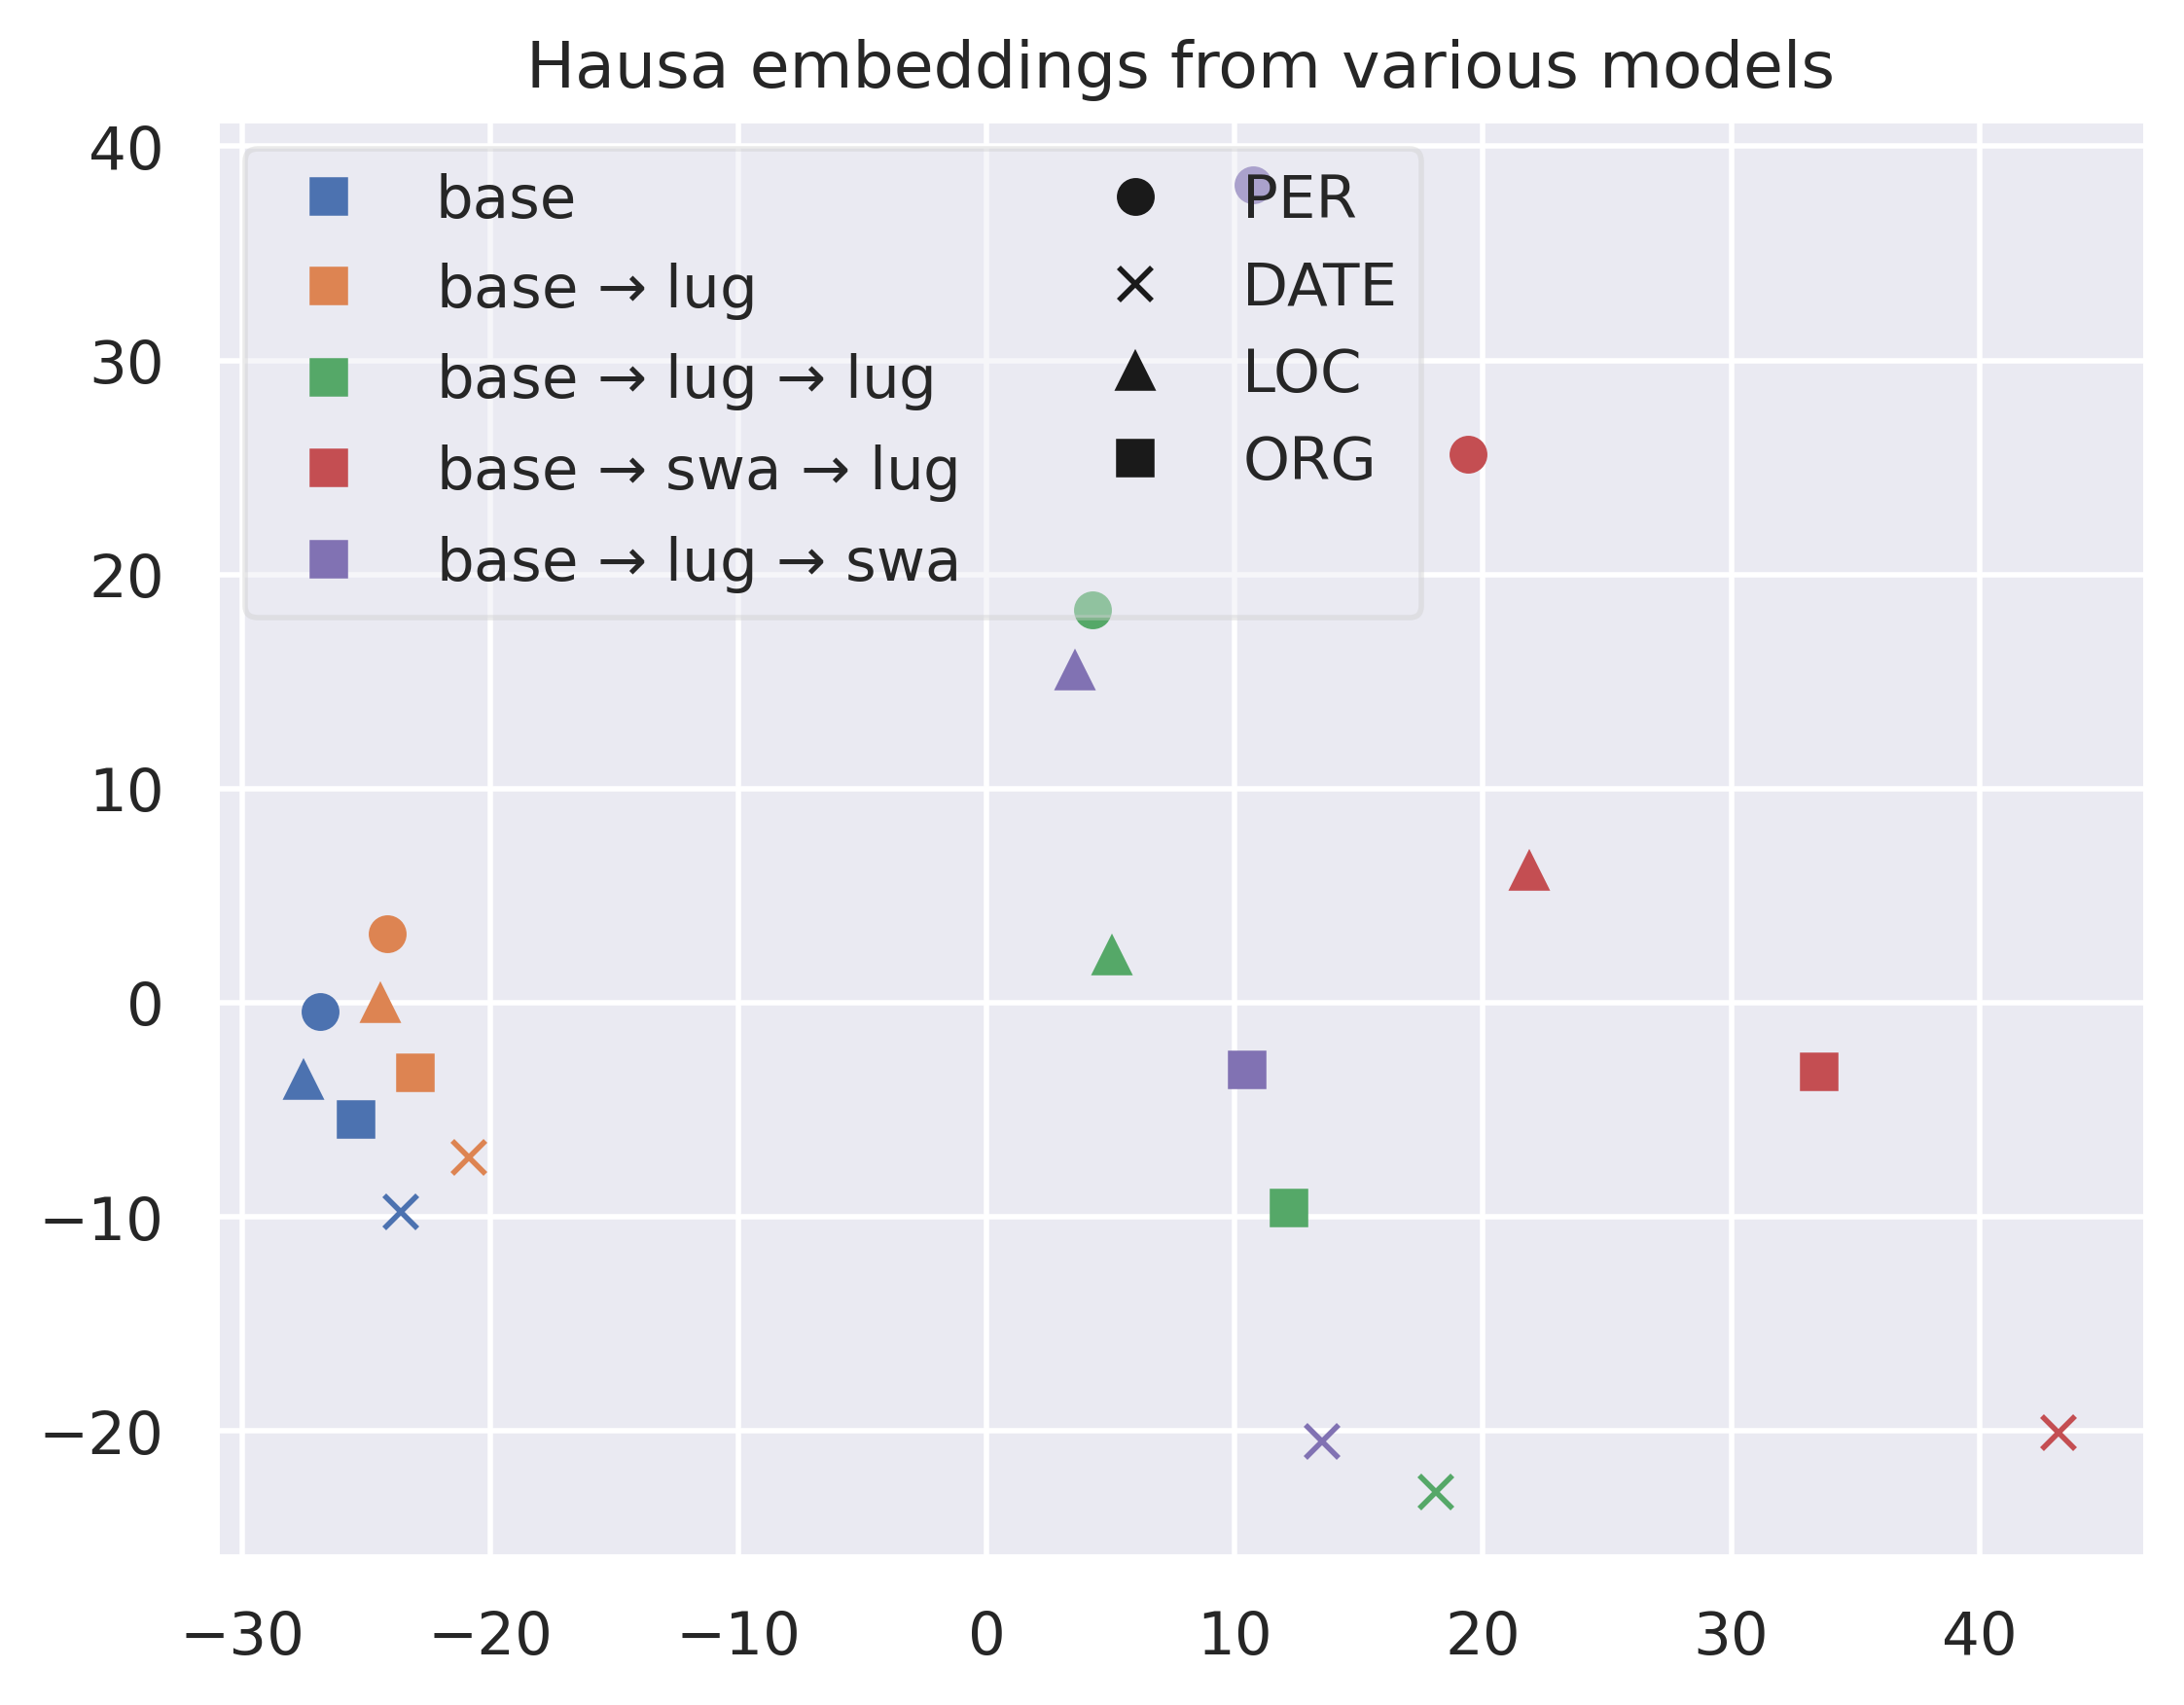 Hausa embeddings from various models
40
30
20
10
0
−10
−20
base
base → lug
base → lug → lug
base → swa → lug
base → lug → swa
PER
DATE
LOC
ORG
−30 −20 −10 0 10 20 30 40